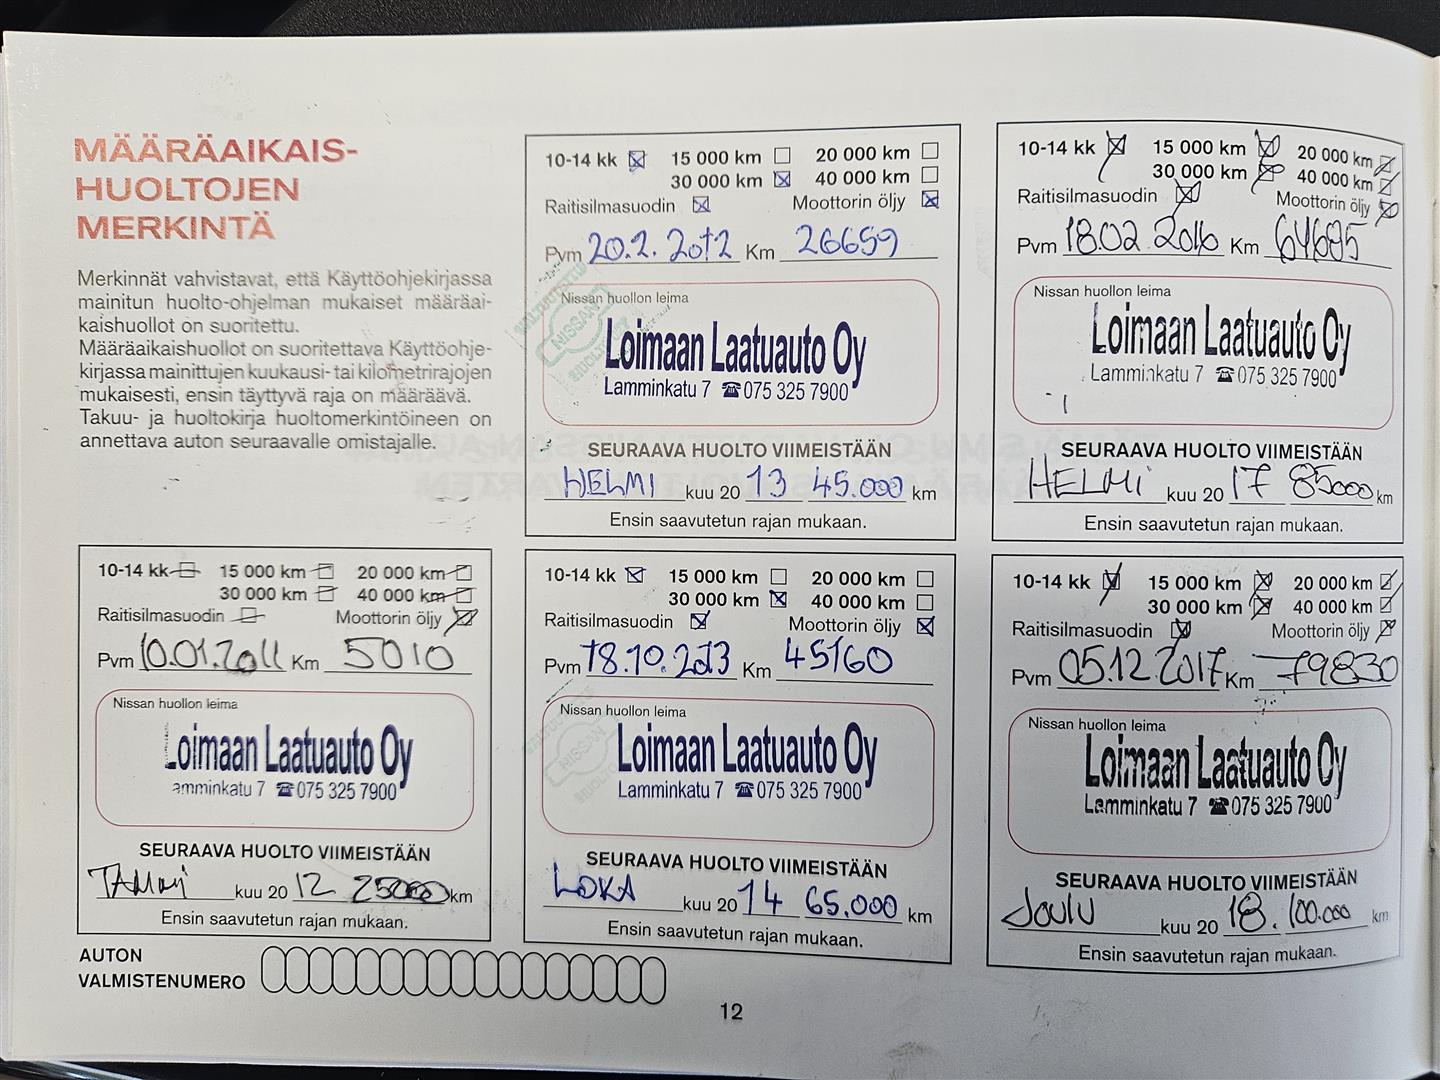 MÄÄRÄAIKAIS-
HUOLTOJEN
MERKINTÄ
Merkinnät vahvistavat, että Käyttöohjekirjassa
mainitun huolto-ohjelman mukaiset määräai-
kaishuollot on suoritettu.
Määräaikaishuollot on suoritettava Käyttöohje-
kirjassa mainittujen kuukausi- tai kilometrirajojen
mukaisesti, ensin täyttyvä raja on määräävä.
Takuu- ja huoltokirja huoltomerkintöineen on
annettava auton seuraavalle omistajalle.
10-14 kk 15 000 km 20 000 km
30 000 km 40 000 km
Raitisilmasuodin Moottorin öljy
Pvm 10.01.2011 Km 5010
Nissan huollon leima
Loimaan Laatuauto Oy
amminkatu 7 ☎075 325 7900
SEURAAVA HUOLTO VIIMEISTÄÄN
TAMMI kuu 20 12 25000 km
Ensin saavutetun rajan mukaan.
10-14 kk 15 000 km 20 000 km
30 000 km 40 000 km
Raitisilmasuodin Moottorin öljy
Pvm 20.2.2012 Km 26659
Nissan huollon leima
NISSAN
Loimaan Laatuauto Oy
Lamminkatu 7 ☎075 325 7900
SEURAAVA HUOLTO VIIMEISTÄÄN
HELMI kuu 20 13 45.000 km
Ensin saavutetun rajan mukaan.
10-14 kk 15 000 km 20 000 km
30 000 km 40 000 km
Raitisilmasuodin Moottorin öljy
Pvm 18.10.2013 Km 45160
Nissan huollon leima
NISSAN
Loimaan Laatuauto Oy
Lamminkatu 7 ☎075 325 7900
SEURAAVA HUOLTO VIIMEISTÄÄN
LOKA kuu 20 14 65.000 km
Ensin saavutetun rajan mukaan.
10-14 kk 15 000 km 20 000 km
30 000 km 40 000 km
Raitisilmasuodin Moottorin öljy
Pvm 18.02.2016 Km 64685
Nissan huollon leima
Loimaan Laatuauto Oy
Lamminkatu 7 ☎075 325 7900
SEURAAVA HUOLTO VIIMEISTÄÄN
HELMI kuu 20 17 85000 km
Ensin saavutetun rajan mukaan.
10-14 kk 15 000 km 20 000 km
30 000 km 40 000 km
Raitisilmasuodin Moottorin öljy
Pvm 05.12.2017 Km 79830
Nissan huollon leima
Loimaan Laatuauto Oy
Lamminkatu 7 ☎075 325 7900
SEURAAVA HUOLTO VIIMEISTÄÄN
JOULU kuu 20 18. 100.000 km
Ensin saavutetun rajan mukaan.
AUTON
VALMISTENUMERO
12